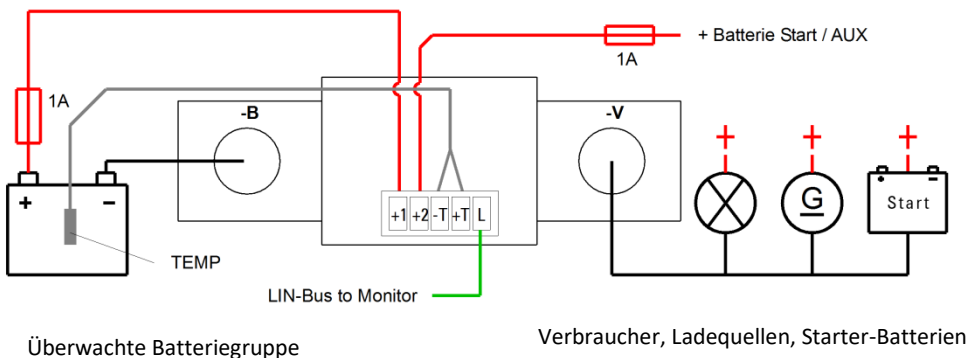 + Batterie Start / AUX
1A
1A
-B
-V
+ -
+1 +2 -T +T L
G
+ -
Start
TEMP
LIN-Bus to Monitor
Überwachte Batteriegruppe
Verbraucher, Ladequellen, Starter-Batterien